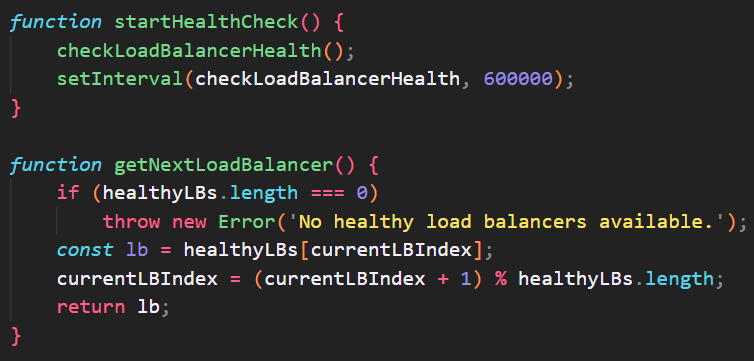 function startHealthCheck() {
    checkLoadBalancerHealth();
    setInterval(checkLoadBalancerHealth, 600000);
}

function getNextLoadBalancer() {
    if (healthyLBs.length === 0)
        throw new Error('No healthy load balancers available.');
    const lb = healthyLBs[currentLBIndex];
    currentLBIndex = (currentLBIndex + 1) % healthyLBs.length;
    return lb;
}